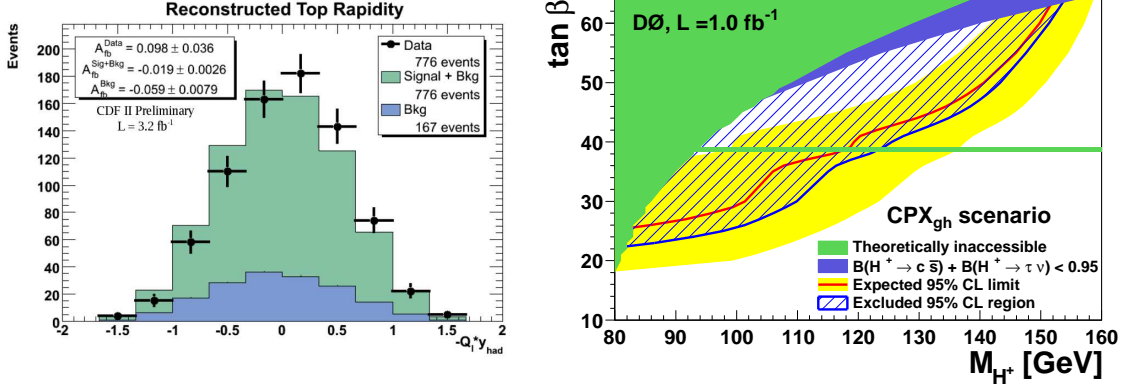 Reconstructed Top Rapidity
Events
A_fb^Data = 0.098 ± 0.036
A_fb^Sig+Bkg = -0.019 ± 0.0026
A_fb^Bkg = -0.059 ± 0.0079
CDF II Preliminary
L = 3.2 fb^-1
Data
776 events
Signal + Bkg
776 events
Bkg
167 events
200
180
160
140
120
100
80
60
40
20
0
-2 -1.5 -1 -0.5 0 0.5 1 1.5 2
-Q_l*y_had
tan β
DØ, L =1.0 fb^-1
60
50
40
30
20
10
CPX_gh scenario
Theoretically inaccessible
B(H^+ → c s̅) + B(H^+ → τ ν) < 0.95
Expected 95% CL limit
Excluded 95% CL region
80 90 100 110 120 130 140 150 160
M_H^+ [GeV]